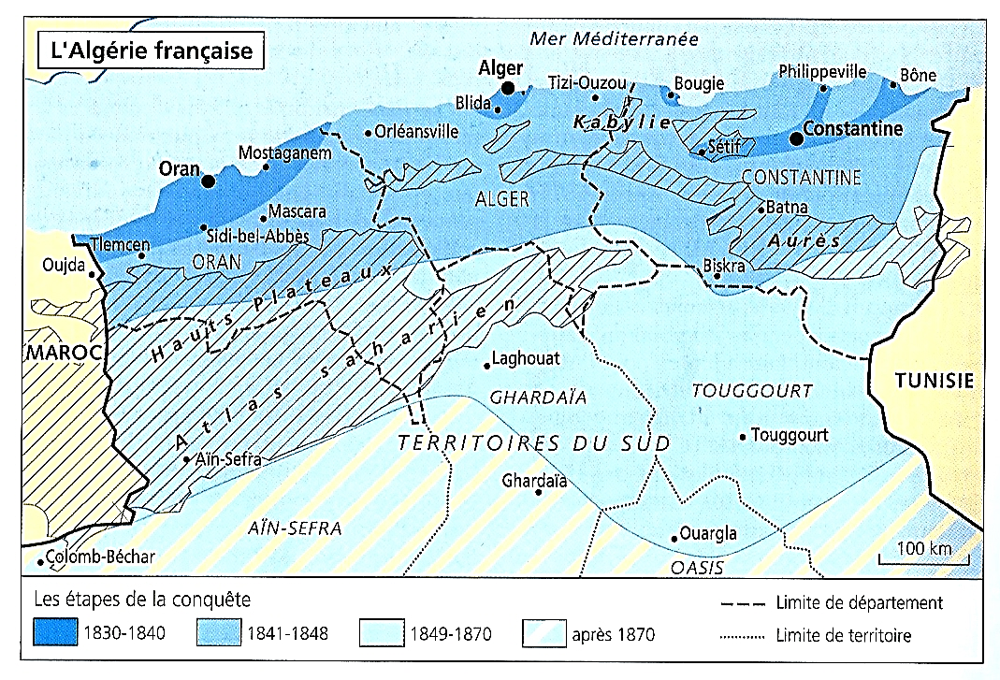 L'Algérie française
Mer Méditerranée
Alger
Tizi-Ouzou
Bougie
Philippeville
Bône
Blida
Kabylie
Orléansville
Constantine
Mostaganem
Sétif
Oran
CONSTANTINE
ALGER
Mascara
Batna
Sidi-bel-Abbès
Tlemcen
Aurès
Oujda
ORAN
Biskra
Hauts Plateaux
MAROC
Atlas saharien
Laghouat
TUNISIE
GHARDAÏA
TOUGGOURT
TERRITOIRES DU SUD
Touggourt
Aïn-Sefra
Ghardaïa
AÏN-SEFRA
Ouargla
100 km
Colomb-Béchar
OASIS
Les étapes de la conquête
1830-1840
1841-1848
1849-1870
après 1870
Limite de département
Limite de territoire